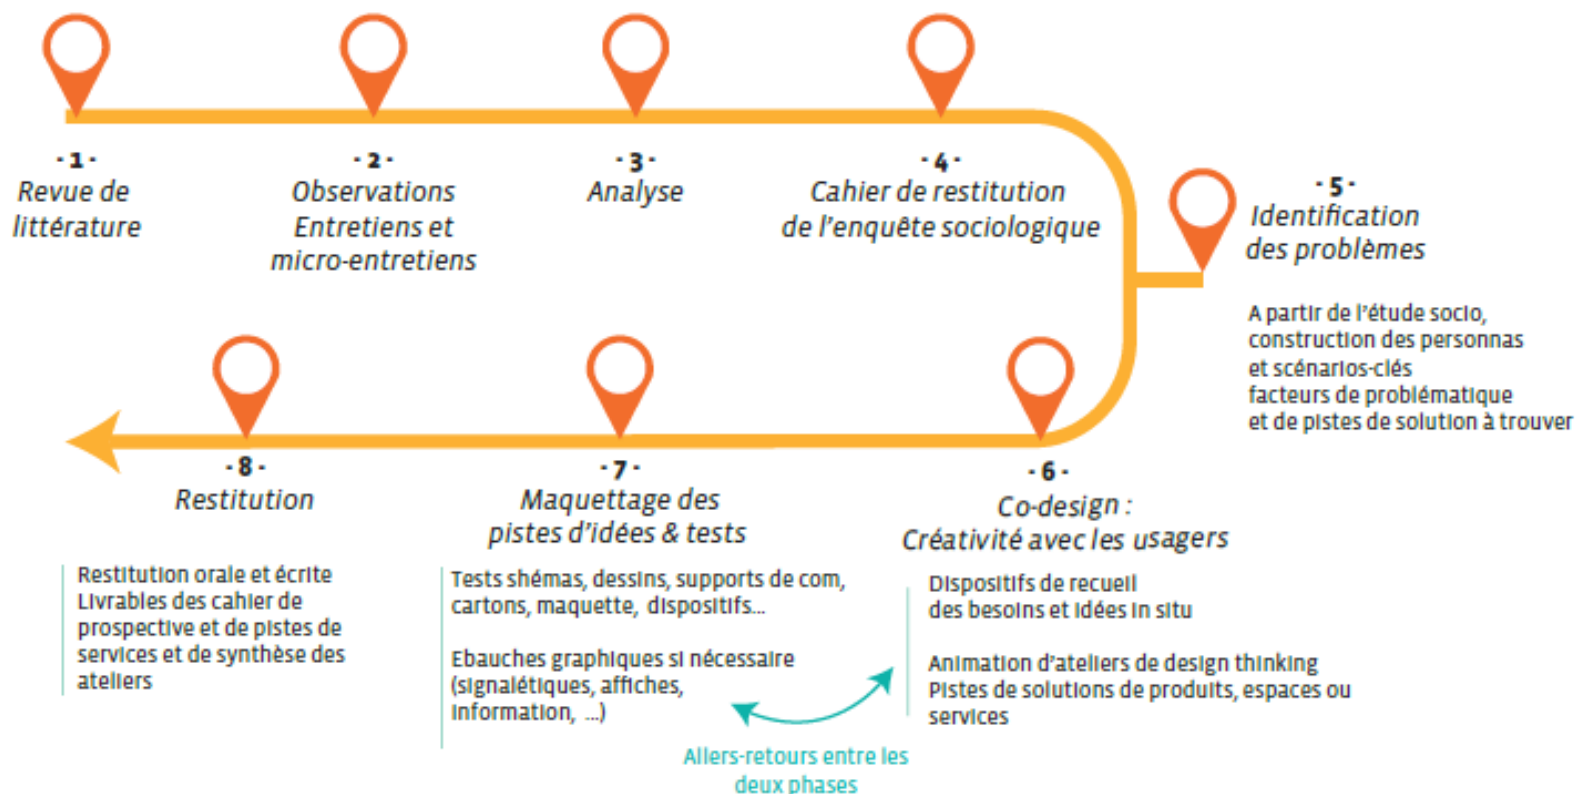 - 1 -
Revue de
littérature
- 2 -
Observations
Entretiens et
micro-entretiens
- 3 -
Analyse
- 4 -
Cahier de restitution
de l'enquête sociologique
- 5 -
Identification
des problèmes
A partir de l'étude socio,
construction des personnas
et scénarios-clés
facteurs de problématique
et de pistes de solution à trouver
- 6 -
Co-design :
Créativité avec les usagers
Dispositifs de recueil
des besoins et idées in situ
Animation d'ateliers de design thinking
Pistes de solutions de produits, espaces ou
services
- 7 -
Maquettage des
pistes d'idées & tests
Tests shémas, dessins, supports de com,
cartons, maquette, dispositifs...
Ebauches graphiques si nécessaire
(signalétiques, affiches,
information, ...)
Allers-retours entre les
deux phases
- 8 -
Restitution
Restitution orale et écrite
Livrables des cahier de
prospective et de pistes de
services et de synthèse des
ateliers